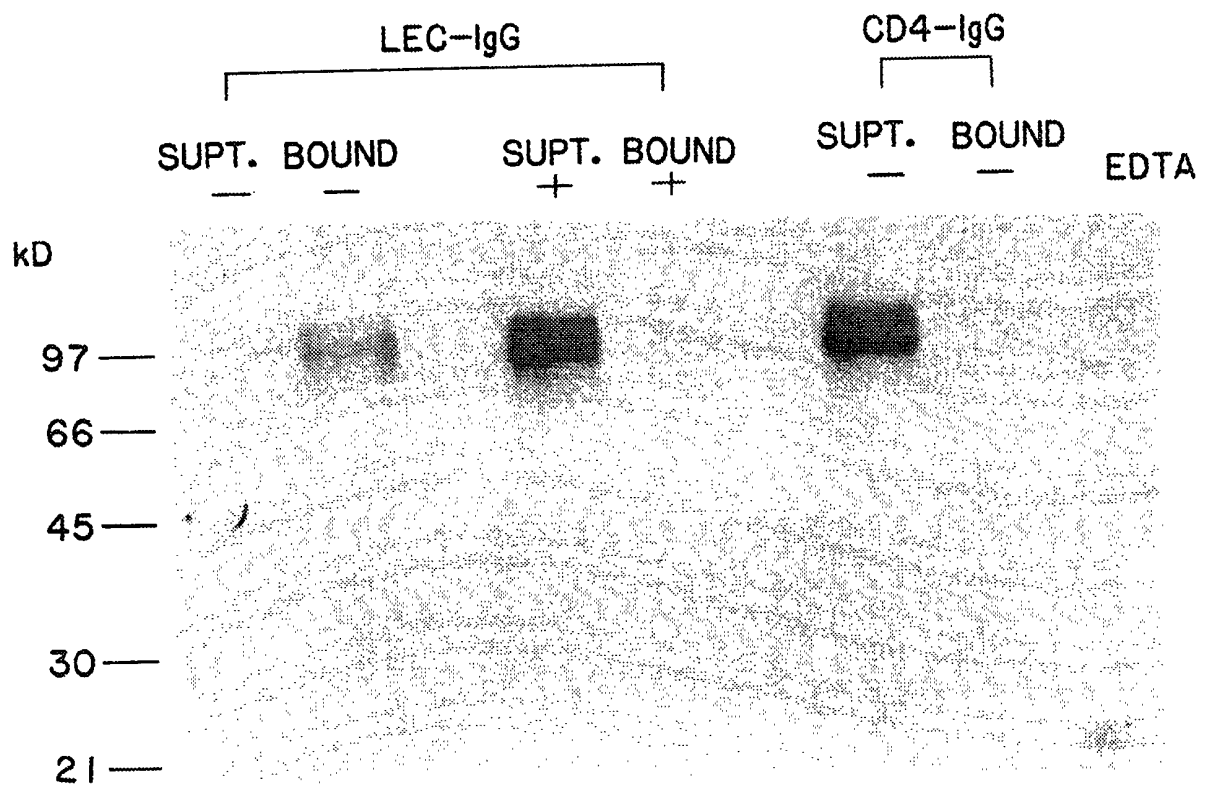 LEC-IgG CD4-IgG
SUPT. BOUND SUPT. BOUND SUPT. BOUND
— — + + — — EDTA
kD
97
66
45
30
21